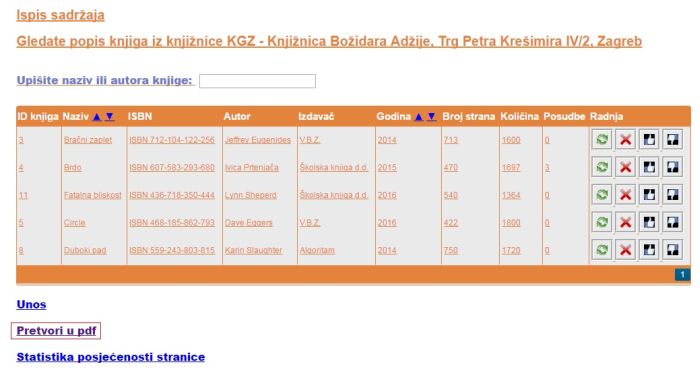 Ispis sadržaja
Gledate popis knjiga iz knjižnice KGZ - Knjižnica Božidara Adžije, Trg Petra Krešimira IV/2, Zagreb
Upišite naziv ili autora knjige:
ID knjiga Naziv ISBN Autor Izdavač Godina Broj strana Količina Posudbe Radnja
3 Bračni zaplet ISBN 712-104-122-256 Jeffrey Eugenides V.B.Z. 2014 713 1600 0
4 Brdo ISBN 607-583-293-680 Ivica Prtenjača Školska knjiga d.d. 2015 470 1697 3
11 Fatalna bliskost ISBN 436-718-350-444 Lynn Sheperd Školska knjiga d.d. 2016 540 1364 0
5 Circle ISBN 468-185-862-793 Dave Eggers V.B.Z. 2016 422 1800 0
8 Duboki pad ISBN 559-243-803-815 Karin Slaughter Algoritam 2014 750 1720 0
1
Unos
Pretvori u pdf
Statistika posjećenosti stranice